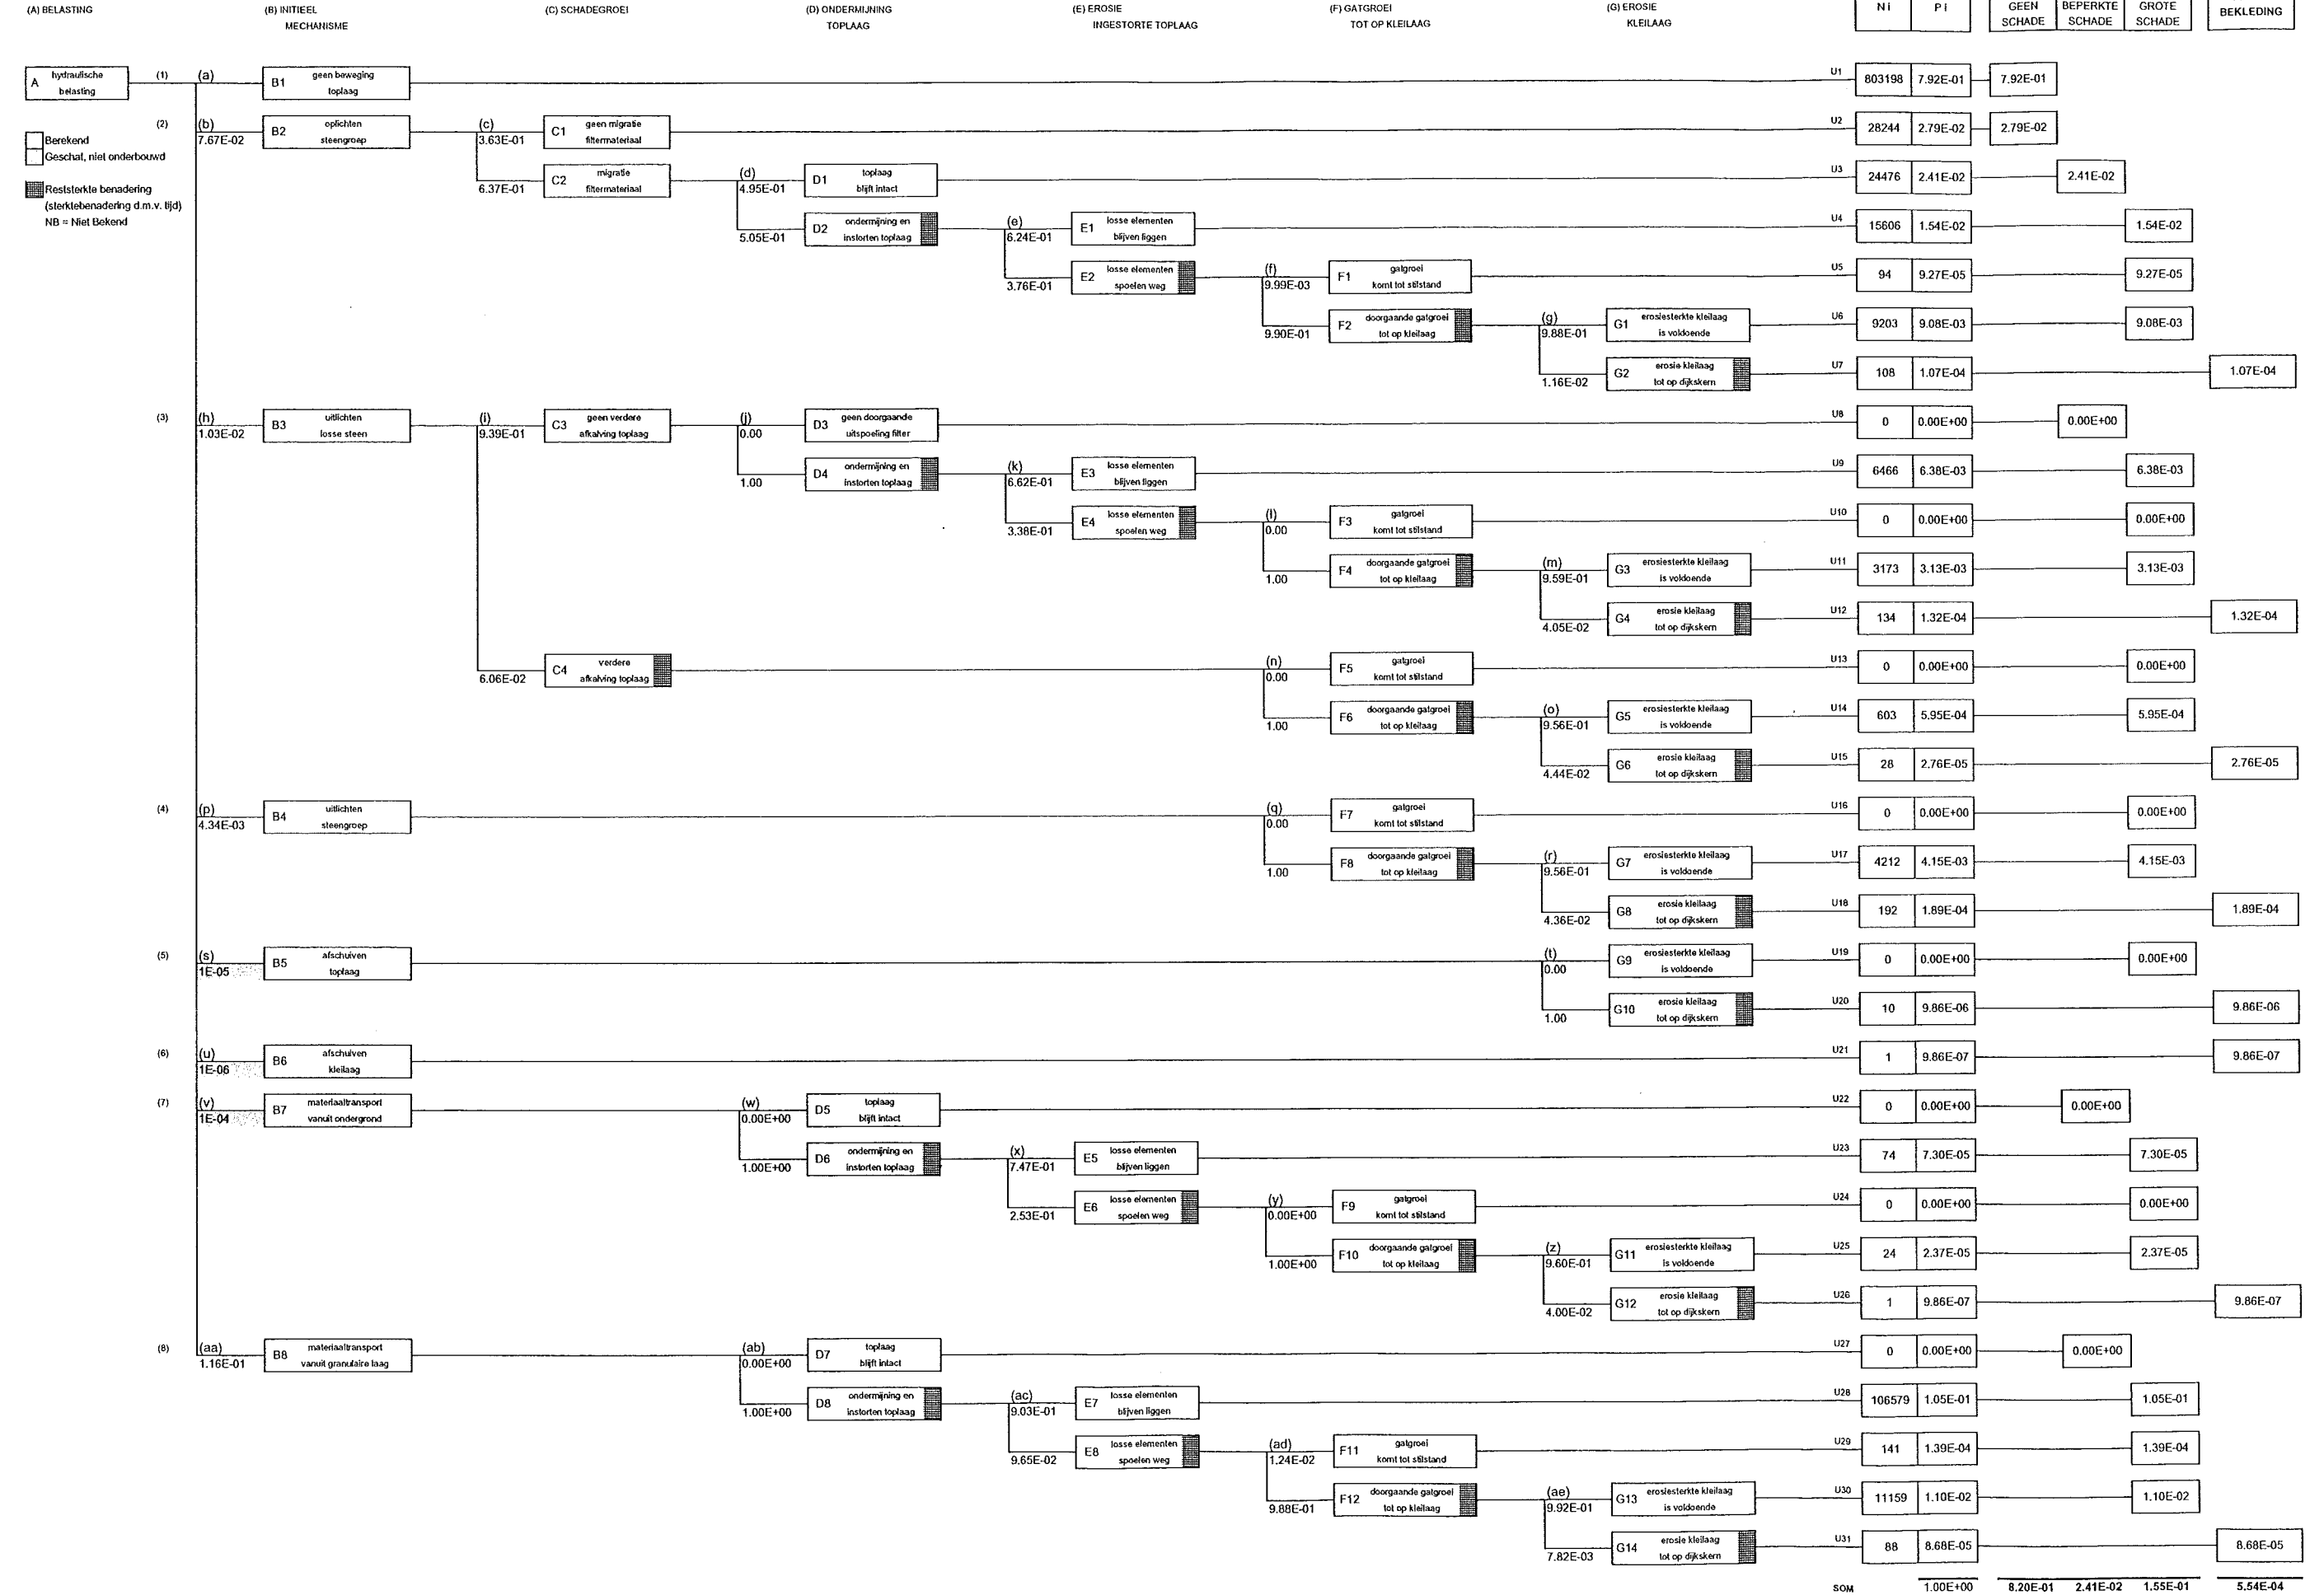 (A) BELASTING
(B) INITIEEL
MECHANISME
(C) SCHADEGROEI
(D) ONDERMIJNING
TOPLAAG
(E) EROSIE
INGESTORTE TOPLAAG
(F) GATGROEI
TOT OP KLEILAAG
(G) EROSIE
KLEILAAG
Ni
Pi
GEEN
SCHADE
BEPERKTE
SCHADE
GROTE
SCHADE
BEKLEDING
A hydraulische
belasting
(1) (a)
B1 geen beweging
toplaag
U1 803198 7.92E-01 7.92E-01
Berekend
Geschat, niet onderbouwd
Reststerkte benadering
(sterktebenadering d.m.v. tijd)
NB = Niet Bekend
(2) (b)
7.67E-02
B2 oplichten
steengroep
(c)
3.63E-01
C1 geen migratie
filtermateriaal
U2 28244 2.79E-02 2.79E-02
6.37E-01
C2 migratie
filtermateriaal
(d)
4.95E-01
D1 toplaag
blijft intact
U3 24476 2.41E-02 2.41E-02
5.05E-01
D2 ondermijning en
instorten toplaag
(e)
6.24E-01
E1 losse elementen
blijven liggen
U4 15606 1.54E-02 1.54E-02
3.76E-01
E2 losse elementen
spoelen weg
(f)
9.99E-03
F1 gatgroei
komt tot stilstand
U5 94 9.27E-05 9.27E-05
9.90E-01
F2 doorgaande gatgroei
tot op kleilaag
(g)
9.88E-01
G1 erosiesterkte kleilaag
is voldoende
U6 9203 9.08E-03 9.08E-03
1.16E-02
G2 erosie kleilaag
tot op dijkskern
U7 108 1.07E-04 1.07E-04
(3) (h)
1.03E-02
B3 uitlichten
losse steen
(i)
9.39E-01
C3 geen verdere
afkalving toplaag
(j)
0.00
D3 geen doorgaande
uitspoeling filter
U8 0 0.00E+00 0.00E+00
1.00
D4 ondermijning en
instorten toplaag
(k)
6.62E-01
E3 losse elementen
blijven liggen
U9 6466 6.38E-03 6.38E-03
3.38E-01
E4 losse elementen
spoelen weg
(l)
0.00
F3 gatgroei
komt tot stilstand
U10 0 0.00E+00 0.00E+00
1.00
F4 doorgaande gatgroei
tot op kleilaag
(m)
9.59E-01
G3 erosiesterkte kleilaag
is voldoende
U11 3173 3.13E-03 3.13E-03
4.05E-02
G4 erosie kleilaag
tot op dijkskern
U12 134 1.32E-04 1.32E-04
6.06E-02
C4 verdere
afkalving toplaag
(n)
0.00
F5 gatgroei
komt tot stilstand
U13 0 0.00E+00 0.00E+00
1.00
F6 doorgaande gatgroei
tot op kleilaag
(o)
9.56E-01
G5 erosiesterkte kleilaag
is voldoende
U14 603 5.95E-04 5.95E-04
4.44E-02
G6 erosie kleilaag
tot op dijkskern
U15 28 2.76E-05 2.76E-05
(4) (p)
4.34E-03
B4 uitlichten
steengroep
(q)
0.00
F7 gatgroei
komt tot stilstand
U16 0 0.00E+00 0.00E+00
1.00
F8 doorgaande gatgroei
tot op kleilaag
(r)
9.56E-01
G7 erosiesterkte kleilaag
is voldoende
U17 4212 4.15E-03 4.15E-03
4.36E-02
G8 erosie kleilaag
tot op dijkskern
U18 192 1.89E-04 1.89E-04
(5) (s)
1E-05
B5 afschuiven
toplaag
(t)
0.00
G9 erosiesterkte kleilaag
is voldoende
U19 0 0.00E+00 0.00E+00
1.00
G10 erosie kleilaag
tot op dijkskern
U20 10 9.86E-06 9.86E-06
(6) (u)
1E-06
B6 afschuiven
kleilaag
U21 1 9.86E-07 9.86E-07
(7) (v)
1E-04
B7 materiaaltransport
vanuit ondergrond
(w)
0.00E+00
D5 toplaag
blijft intact
U22 0 0.00E+00 0.00E+00
1.00E+00
D6 ondermijning en
instorten toplaag
(x)
7.47E-01
E5 losse elementen
blijven liggen
U23 74 7.30E-05 7.30E-05
2.53E-01
E6 losse elementen
spoelen weg
(y)
0.00E+00
F9 gatgroei
komt tot stilstand
U24 0 0.00E+00 0.00E+00
1.00E+00
F10 doorgaande gatgroei
tot op kleilaag
(z)
9.60E-01
G11 erosiesterkte kleilaag
is voldoende
U25 24 2.37E-05 2.37E-05
4.00E-02
G12 erosie kleilaag
tot op dijkskern
U26 1 9.86E-07 9.86E-07
(8) (aa)
1.16E-01
B8 materiaaltransport
vanuit granulaire laag
(ab)
0.00E+00
D7 toplaag
blijft intact
U27 0 0.00E+00 0.00E+00
1.00E+00
D8 ondermijning en
instorten toplaag
(ac)
9.03E-01
E7 losse elementen
blijven liggen
U28 106579 1.05E-01 1.05E-01
9.65E-02
E8 losse elementen
spoelen weg
(ad)
1.24E-02
F11 gatgroei
komt tot stilstand
U29 141 1.39E-04 1.39E-04
9.88E-01
F12 doorgaande gatgroei
tot op kleilaag
(ae)
9.92E-01
G13 erosiesterkte kleilaag
is voldoende
U30 11159 1.10E-02 1.10E-02
7.82E-03
G14 erosie kleilaag
tot op dijkskern
U31 88 8.68E-05 8.68E-05
SOM 1.00E+00 8.20E-01 2.41E-02 1.55E-01 5.54E-04